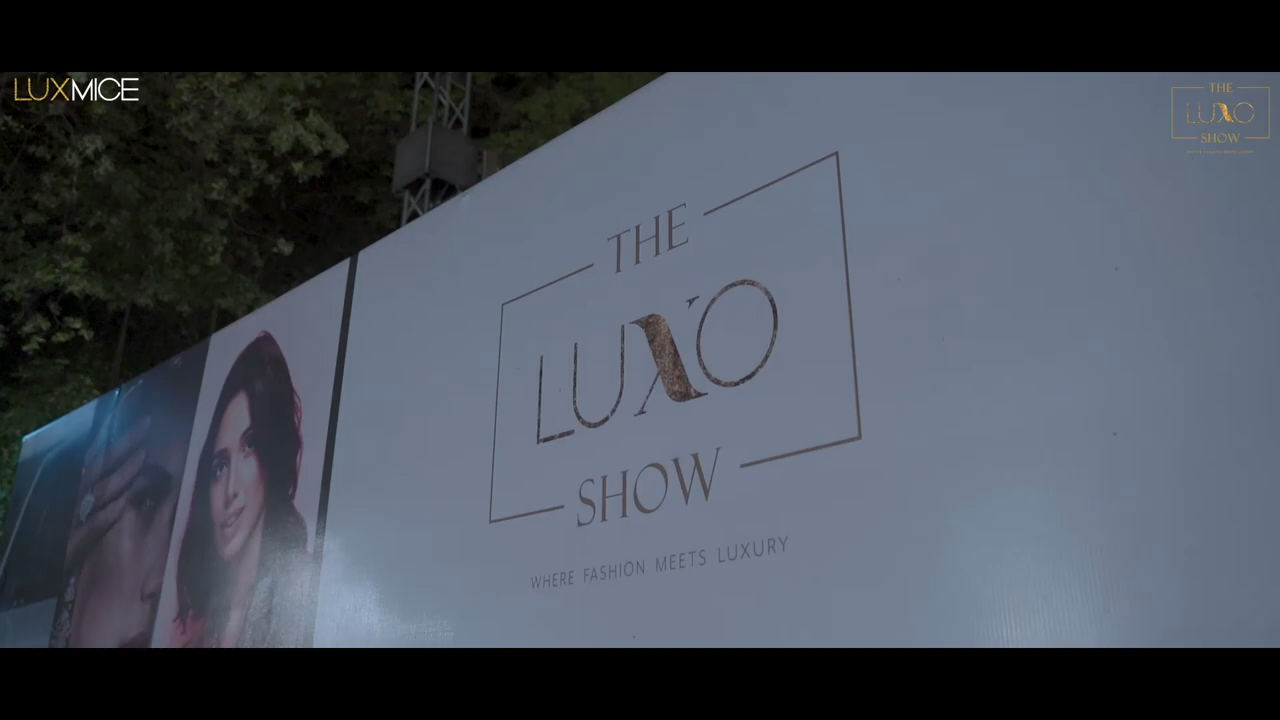 LUXMICE
THE
LUXO
SHOW
THE
LUXO
SHOW
WHERE FASHION MEETS LUXURY